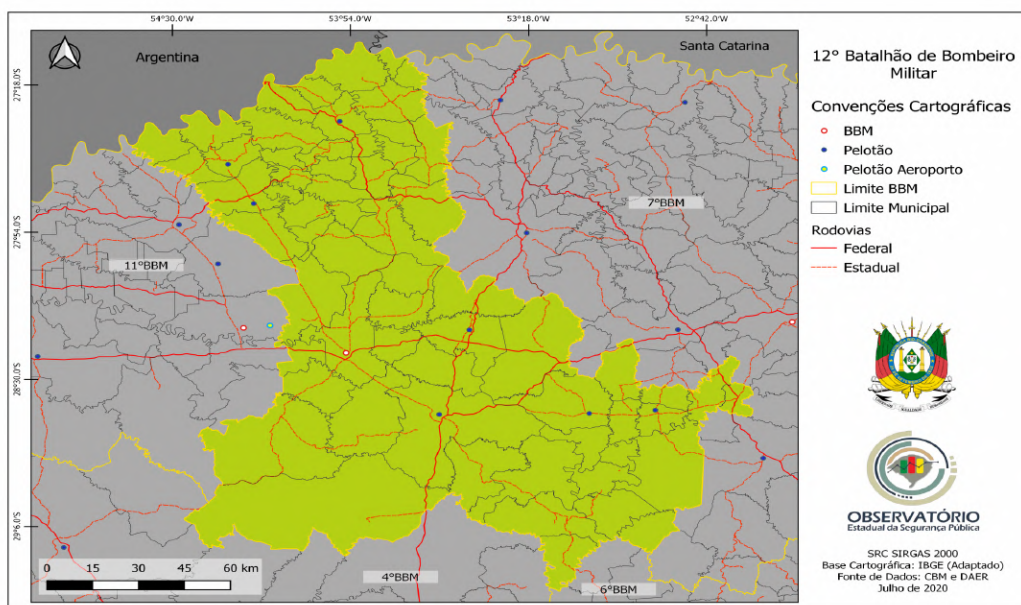 54°30.0'W 53°54.0'W 53°18.0'W 52°42.0'W
Argentina
Santa Catarina
27°18.0'S
27°54.0'S
28°30.0'S
29°6.0'S
7°BBM
11°BBM
4°BBM
6°BBM
0 15 30 45 60 km
12° Batalhão de Bombeiro
Militar
Convenções Cartográficas
BBM
Pelotão
Pelotão Aeroporto
Limite BBM
Limite Municipal
Rodovias
Federal
Estadual
OBSERVATÓRIO
Estadual da Segurança Pública
SRC SIRGAS 2000
Base Cartográfica: IBGE (Adaptado)
Fonte de Dados: CBM e DAER
Julho de 2020